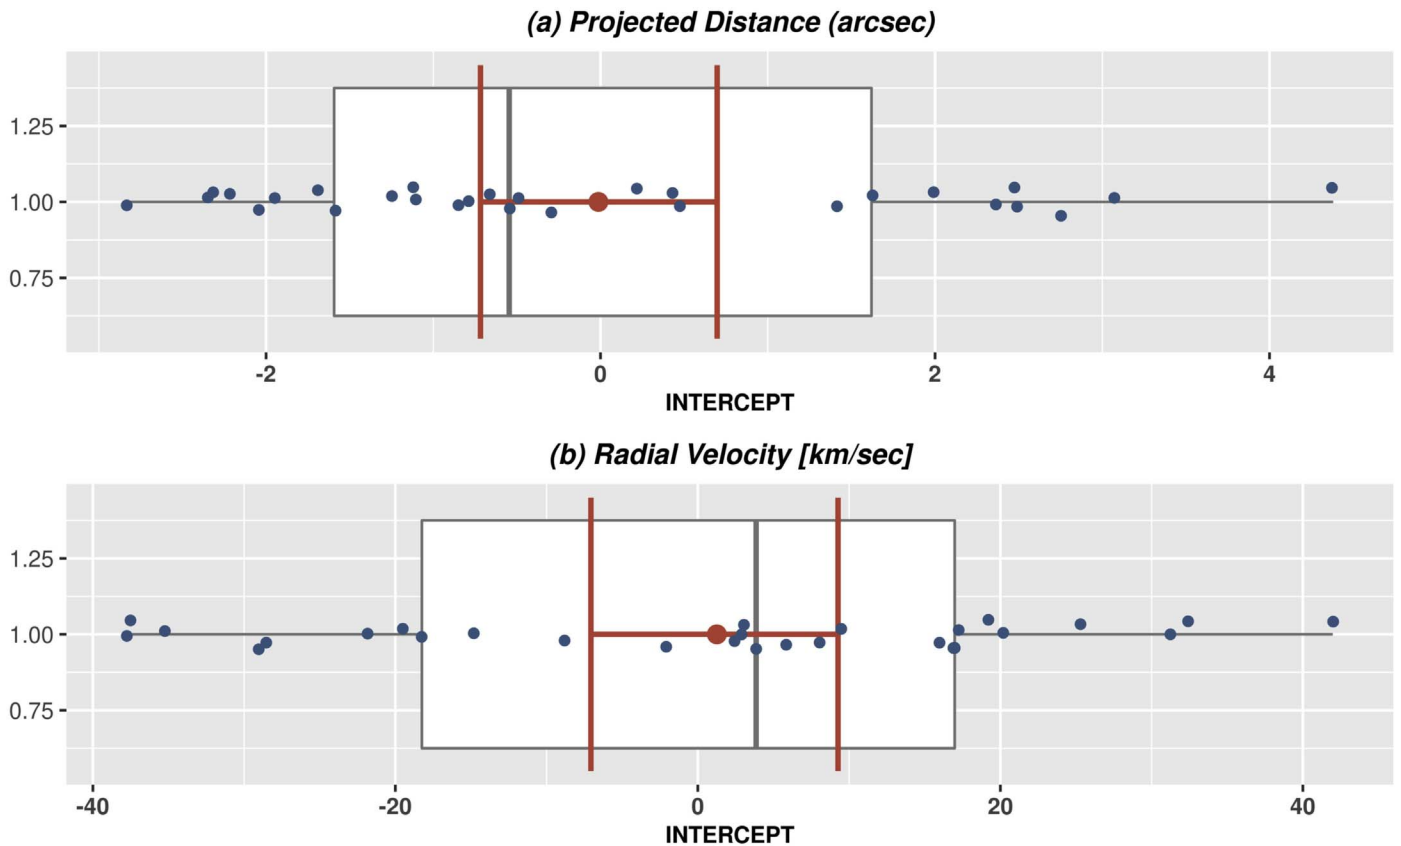 (a) Projected Distance (arcsec)
1.25
1.00
0.75
-2 0 2 4
INTERCEPT
(b) Radial Velocity [km/sec]
1.25
1.00
0.75
-40 -20 0 20 40
INTERCEPT